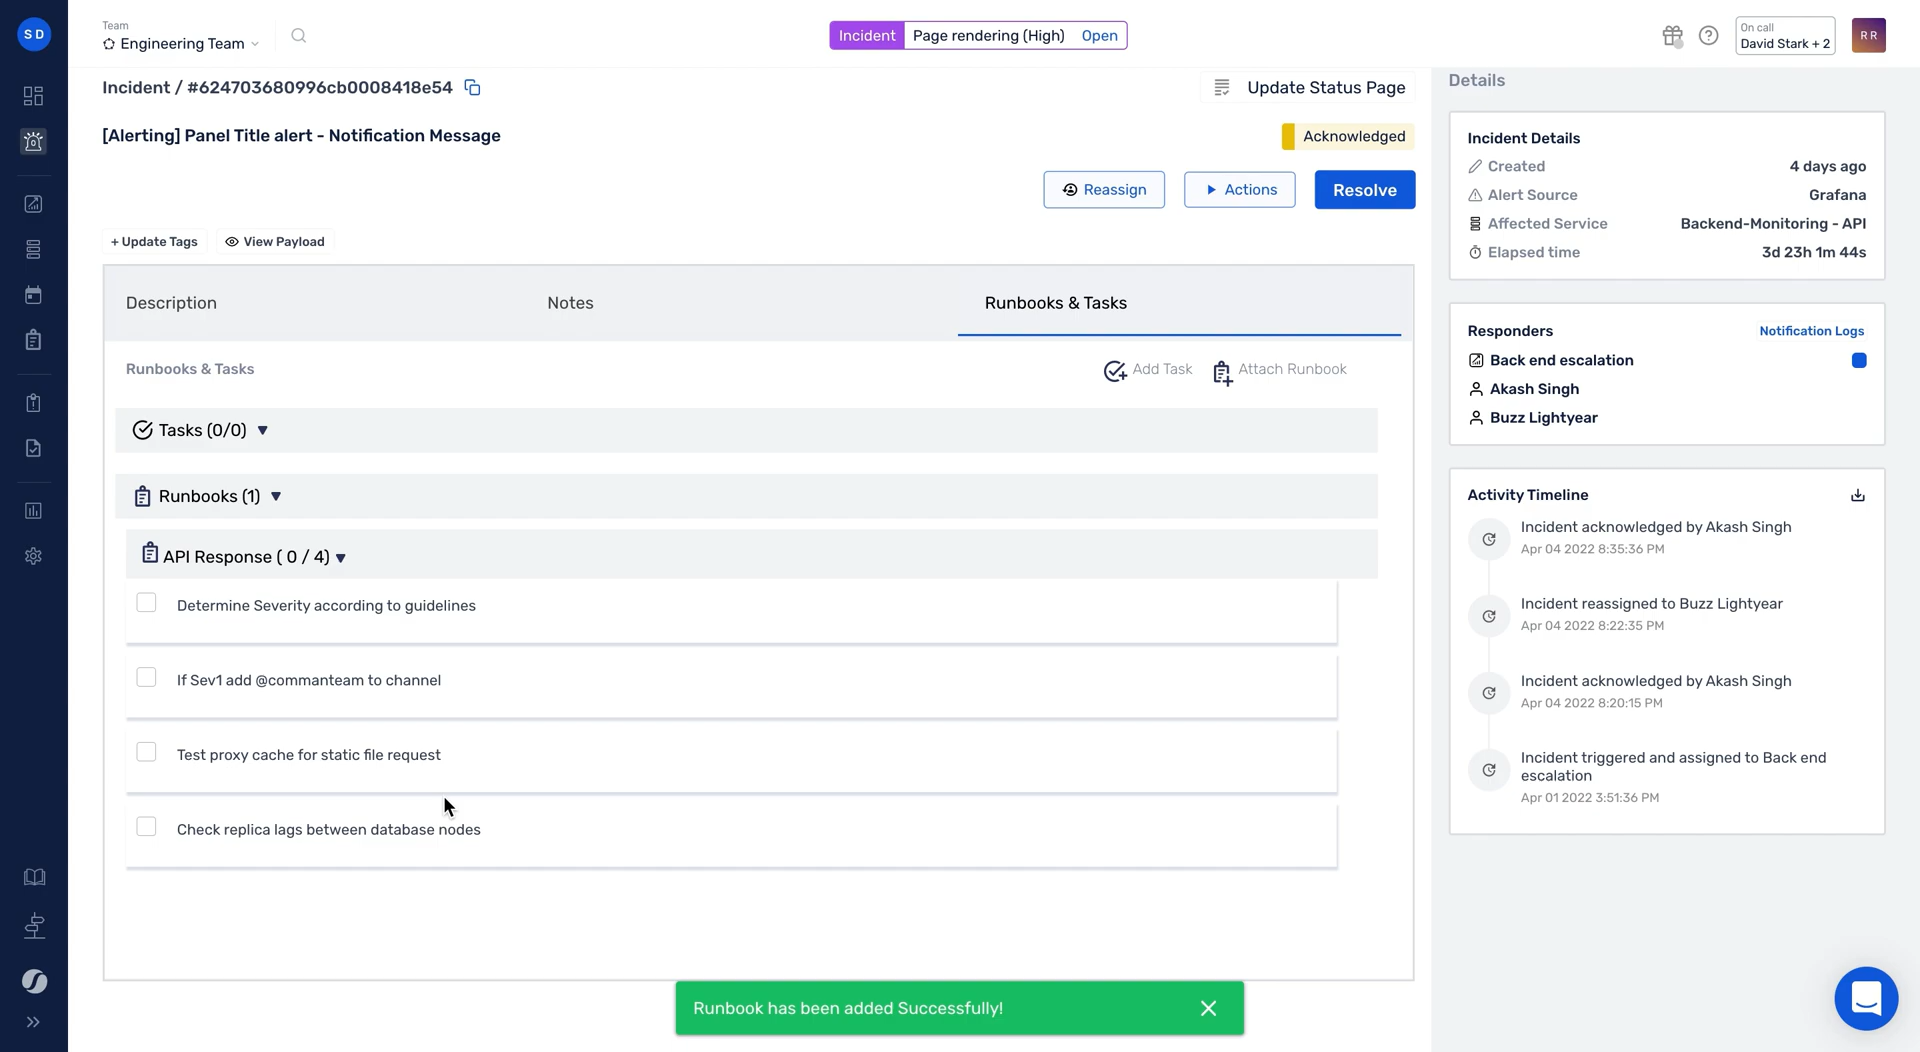 SD
Team
Engineering Team
Incident Page rendering (High) Open
On call
David Stark + 2
RR
Incident / #624703680996cb0008418e54
Update Status Page
[Alerting] Panel Title alert - Notification Message
Acknowledged
Reassign
Actions
Resolve
+ Update Tags
View Payload
Description
Notes
Runbooks & Tasks
Runbooks & Tasks
Add Task
Attach Runbook
Tasks (0/0)
Runbooks (1)
API Response ( 0 / 4)
Determine Severity according to guidelines
If Sev1 add @commanteam to channel
Test proxy cache for static file request
Check replica lags between database nodes
Runbook has been added Successfully!
Details
Incident Details
Created 4 days ago
Alert Source Grafana
Affected Service Backend-Monitoring - API
Elapsed time 3d 23h 1m 44s
Responders Notification Logs
Back end escalation
Akash Singh
Buzz Lightyear
Activity Timeline
Incident acknowledged by Akash Singh
Apr 04 2022 8:35:36 PM
Incident reassigned to Buzz Lightyear
Apr 04 2022 8:22:35 PM
Incident acknowledged by Akash Singh
Apr 04 2022 8:20:15 PM
Incident triggered and assigned to Back end
escalation
Apr 01 2022 3:51:36 PM